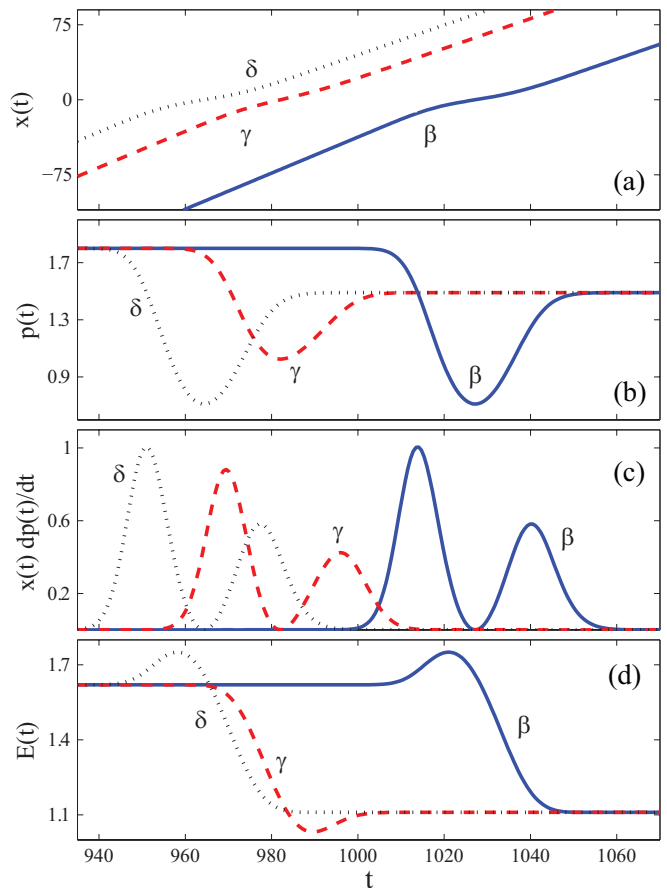 75
0
−75
x(t)
δ
γ
β
(a)
1.7
1.3
0.9
p(t)
δ
γ
β
(b)
1
0.6
0.2
x(t) dp(t)/dt
δ
γ
β
(c)
1.7
1.4
1.1
E(t)
δ
γ
β
(d)
940 960 980 1000 1020 1040 1060
t